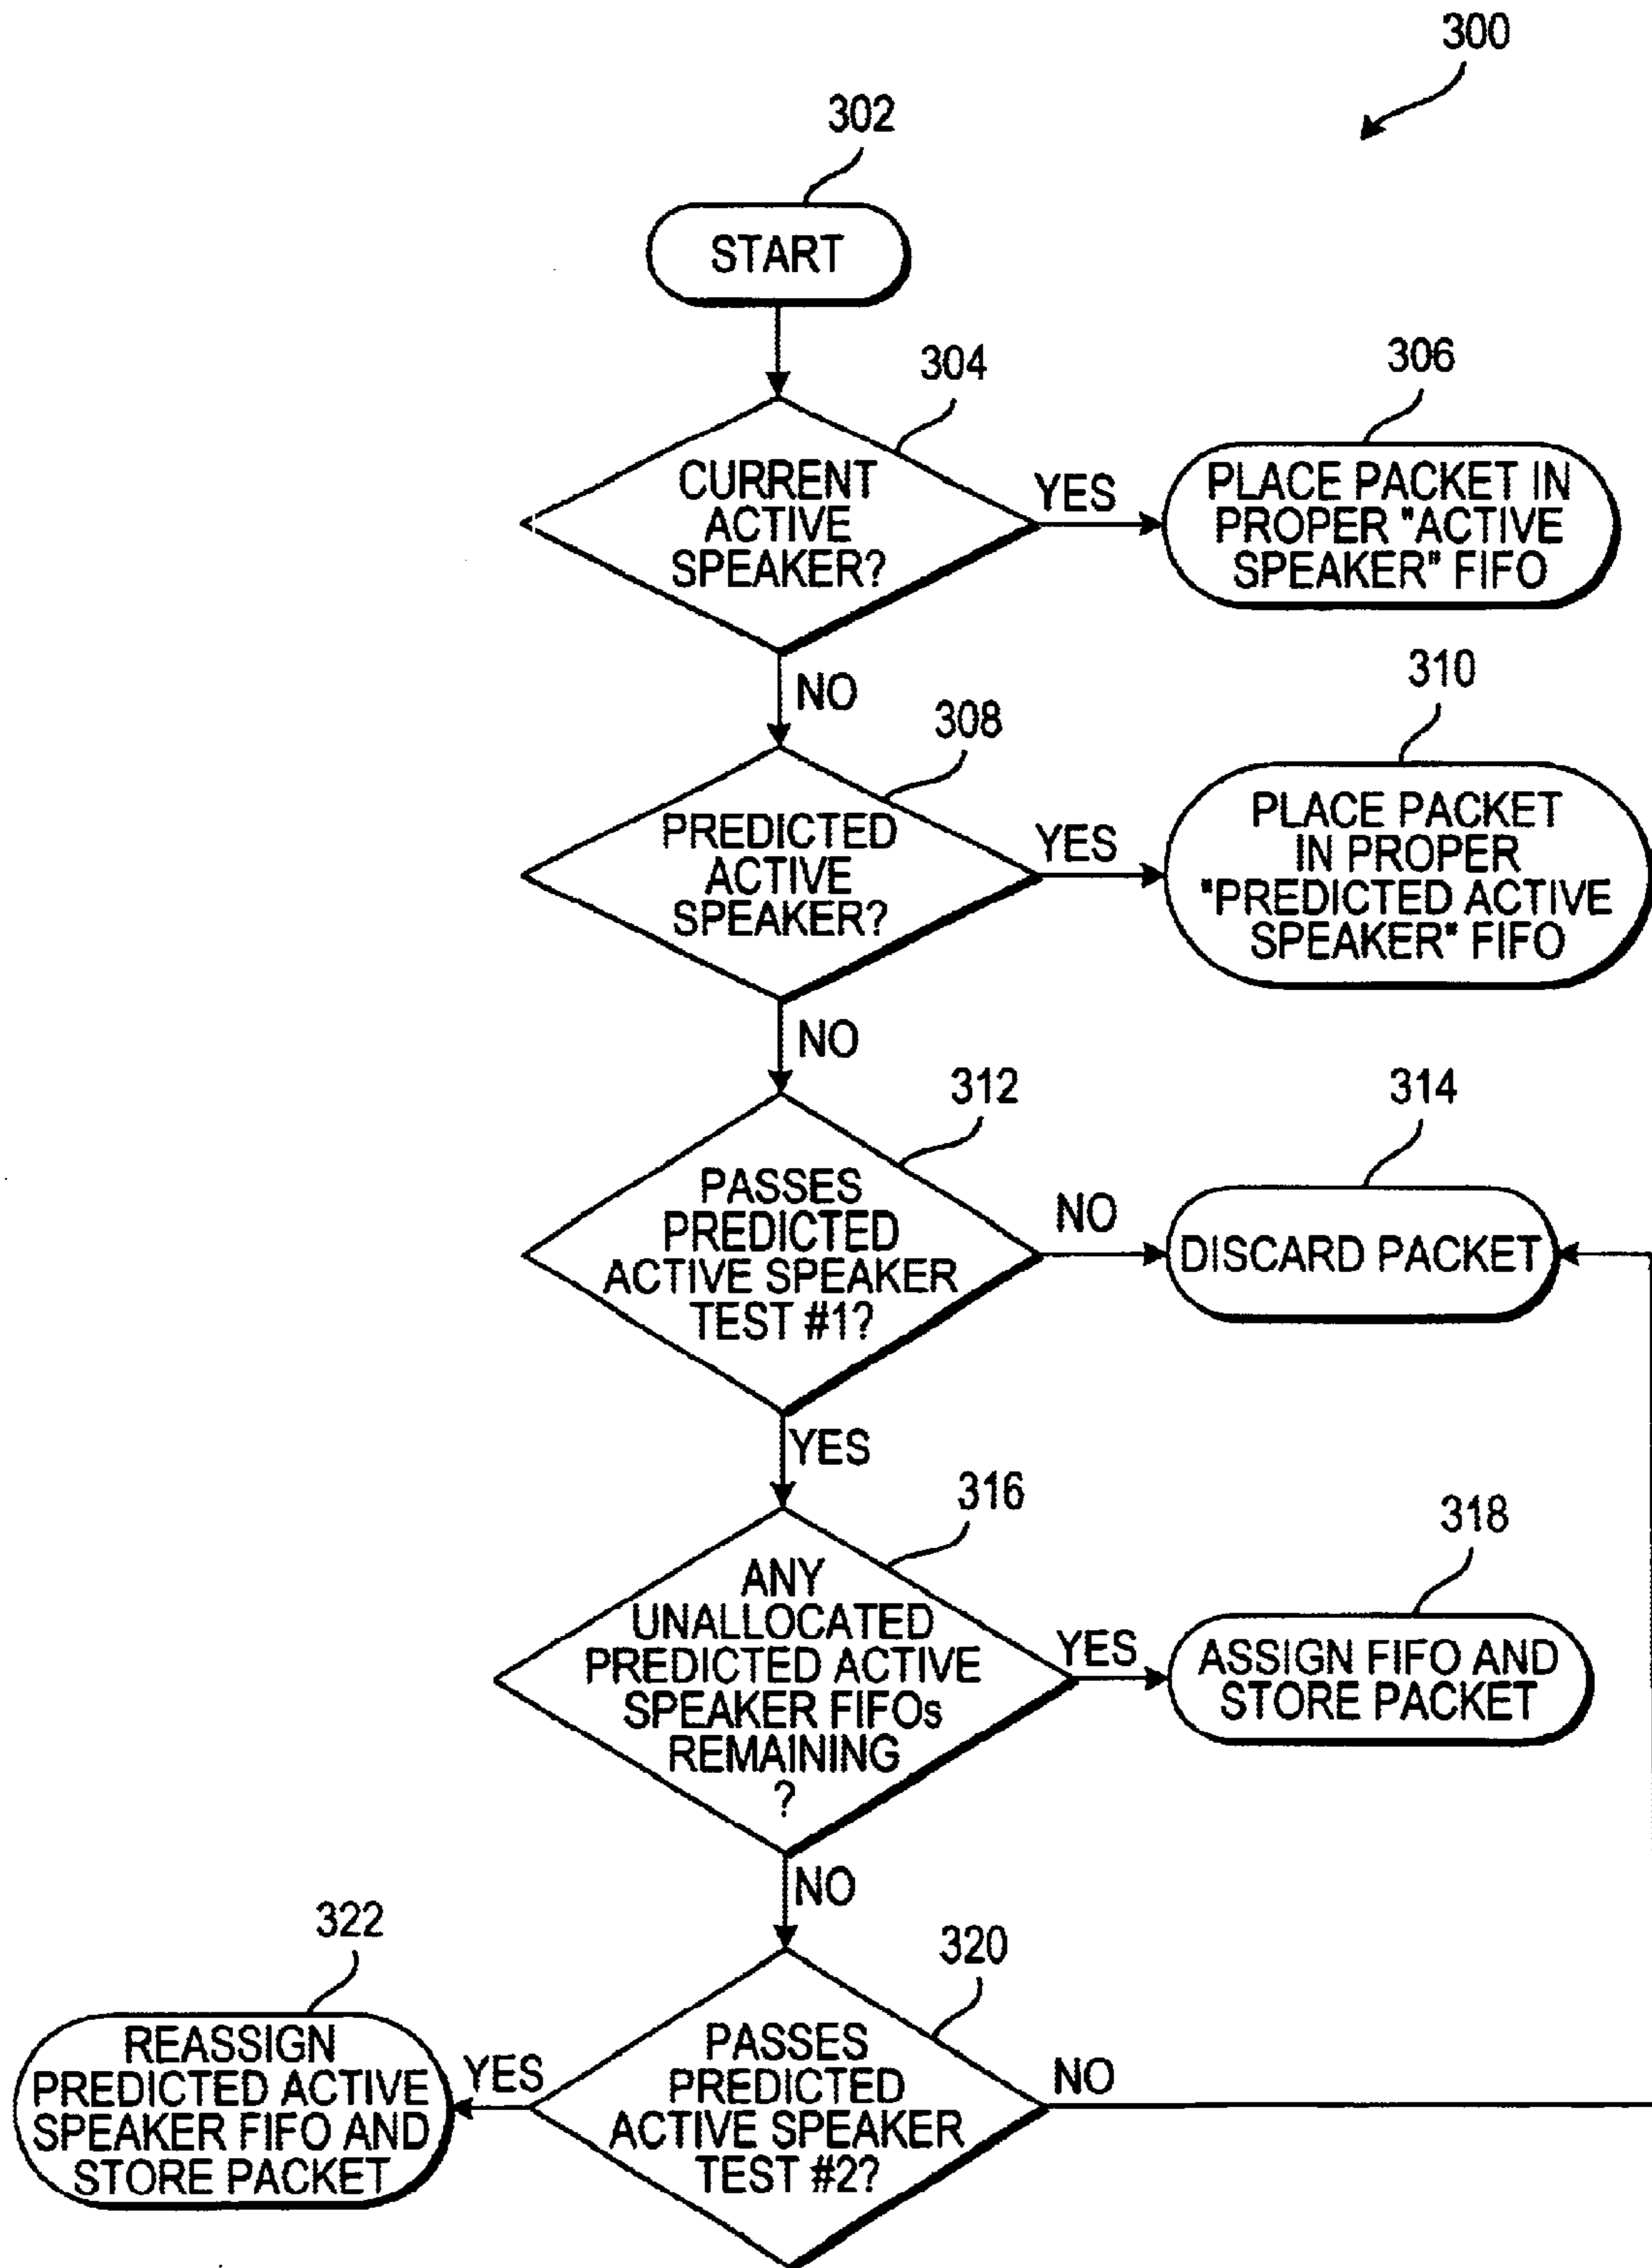 300
302
START
304
CURRENT
ACTIVE
SPEAKER?
YES
306
PLACE PACKET IN
PROPER "ACTIVE
SPEAKER" FIFO
NO
308
PREDICTED
ACTIVE
SPEAKER?
YES
310
PLACE PACKET
IN PROPER
"PREDICTED ACTIVE
SPEAKER" FIFO
NO
312
PASSES
PREDICTED
ACTIVE SPEAKER
TEST #1?
NO
314
DISCARD PACKET
YES
316
ANY
UNALLOCATED
PREDICTED ACTIVE
SPEAKER FIFOs
REMAINING
?
YES
318
ASSIGN FIFO AND
STORE PACKET
NO
320
PASSES
PREDICTED
ACTIVE SPEAKER
TEST #2?
NO
YES
322
REASSIGN
PREDICTED ACTIVE
SPEAKER FIFO AND
STORE PACKET